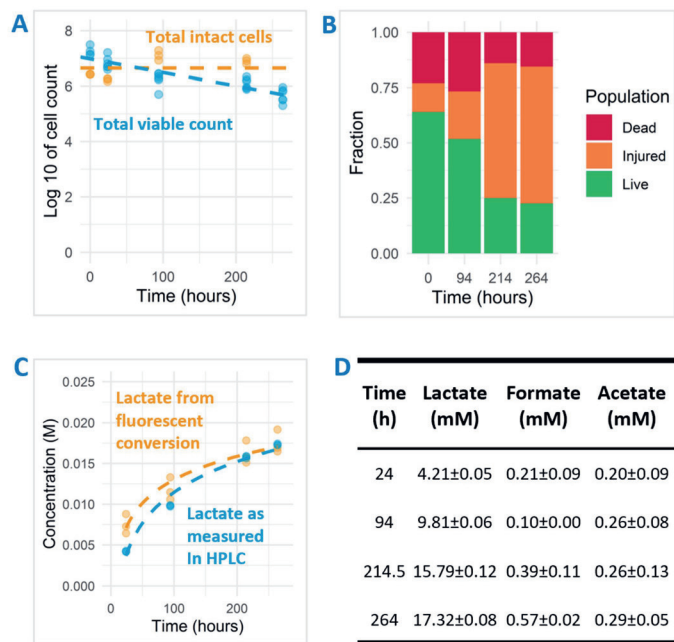 A
8
6
4
2
0
Log 10 of cell count
Total intact cells
Total viable count
0
100
200
Time (hours)
B
1.00
0.75
0.50
0.25
0.00
Fraction
0 94 214 264
Time (hours)
Population
Dead
Injured
Live
C
0.025
0.020
0.015
0.010
0.005
0.000
Concentration (M)
Lactate from
fluorescent
conversion
Lactate as
measured
In HPLC
0
100
200
Time (hours)
D
Time Lactate Formate Acetate
(h) (mM) (mM) (mM)
24 4.21±0.05 0.21±0.09 0.20±0.09
94 9.81±0.06 0.10±0.00 0.26±0.08
214.5 15.79±0.12 0.39±0.11 0.26±0.13
264 17.32±0.08 0.57±0.02 0.29±0.05